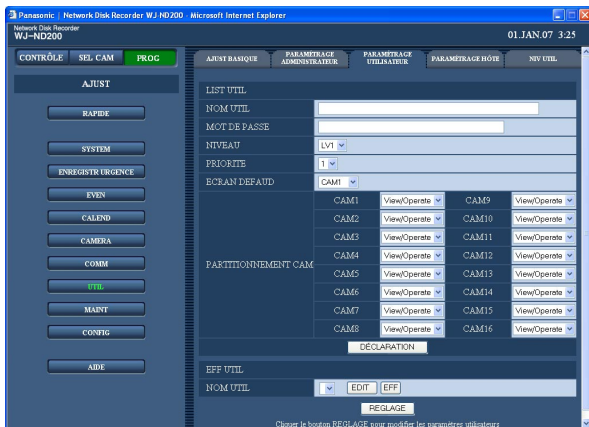 Panasonic | Network Disk Recorder WJ-ND200 - Microsoft Internet Explorer
Network Disk Recorder
WJ-ND200
01.JAN.07 3:25
CONTRÔLE SEL CAM PROG
AJUST
RAPIDE
SYSTEM
ENREGISTR URGENCE
EVEN
CALEND
CAMERA
COMM
UTIL
MAINT
CONFIG
AIDE
AJUST BASIQUE PARAMÉTRAGE ADMINISTRATEUR PARAMÉTRAGE UTILISATEUR PARAMÉTRAGE HÔTE NIV UTIL
LIST UTIL
NOM UTIL
MOT DE PASSE
NIVEAU LV1
PRIORITE 1
ECRAN DEFAUD CAM1
PARTITIONNEMENT CAM
CAM1 View/Operate CAM9 View/Operate
CAM2 View/Operate CAM10 View/Operate
CAM3 View/Operate CAM11 View/Operate
CAM4 View/Operate CAM12 View/Operate
CAM5 View/Operate CAM13 View/Operate
CAM6 View/Operate CAM14 View/Operate
CAM7 View/Operate CAM15 View/Operate
CAM8 View/Operate CAM16 View/Operate
DÉCLARATION
EFF UTIL
NOM UTIL EDIT EFF
REGLAGE
Cliquer le bouton REGLAGE pour modifier les paramètres utilisateurs